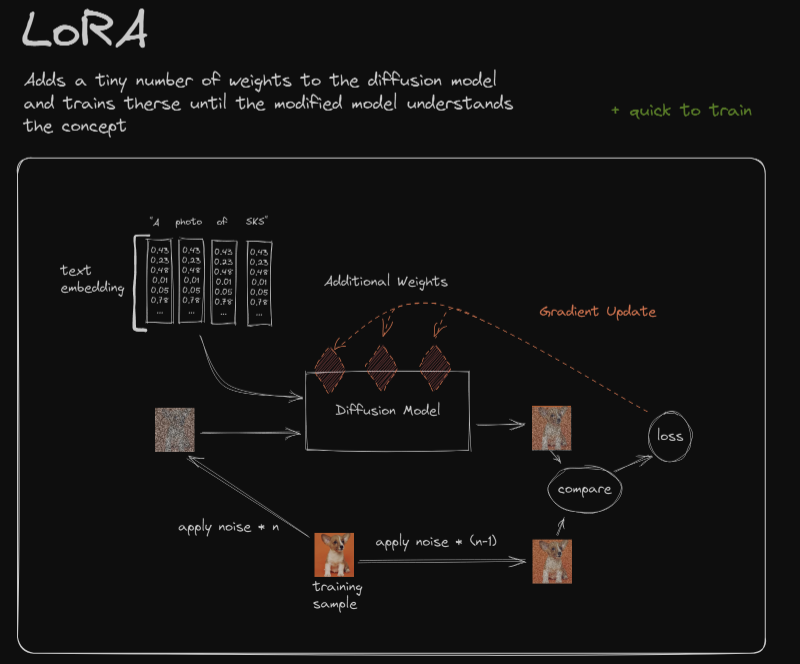 LoRA
Adds a tiny number of weights to the diffusion model
and trains therse until the modified model understands
the concept
+ quick to train
"A photo of SKS"
text
embedding
0,43 0,43 0,43 0,43
0,23 0,23 0,23 0,23
0,48 0,48 0,48 0,48
0,01 0,01 0,01 0,01
0,05 0,05 0,05 0,05
0,78 0,78 0,78 0,78
... ... ... ...
Additional Weights
Gradient Update
Diffusion Model
loss
compare
apply noise * n
apply noise * (n-1)
training
sample